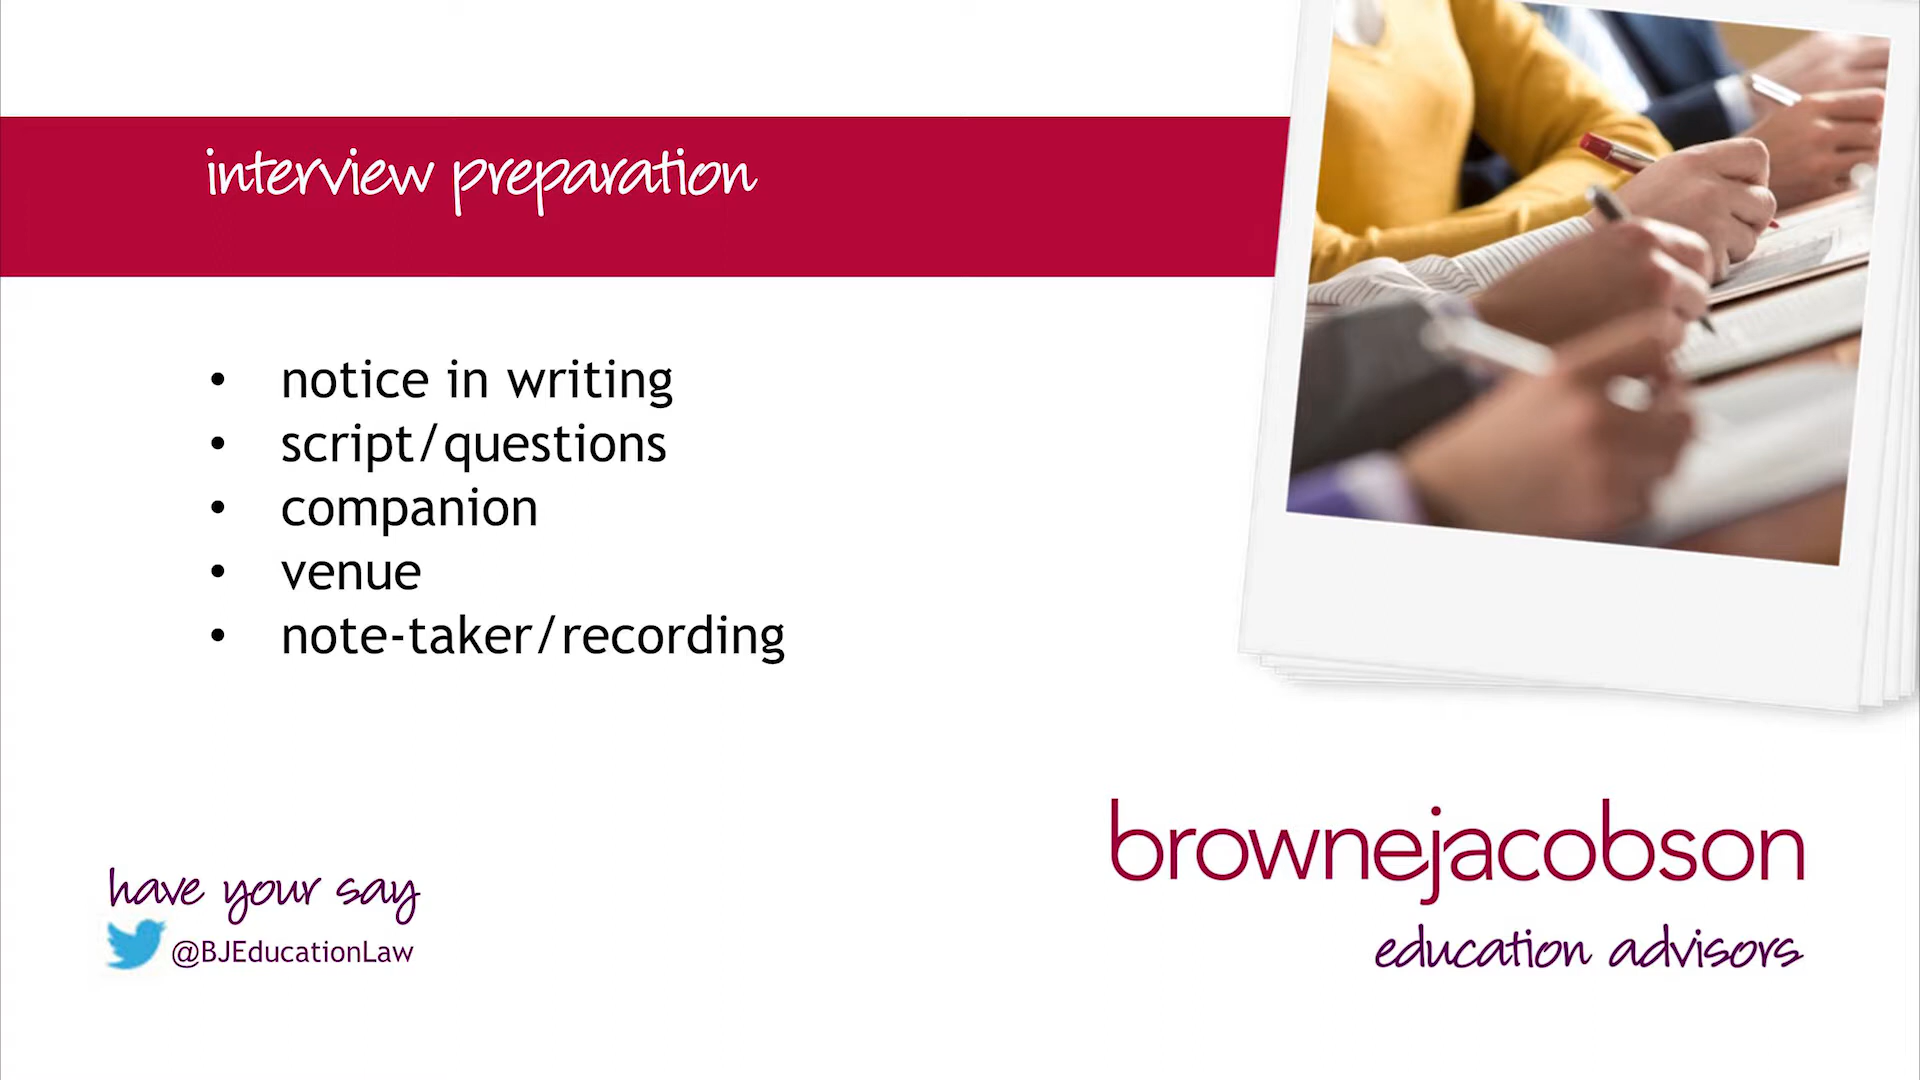 interview preparation
• notice in writing
• script/questions
• companion
• venue
• note-taker/recording
have your say
@BJEducationLaw
brownejacobson
education advisors